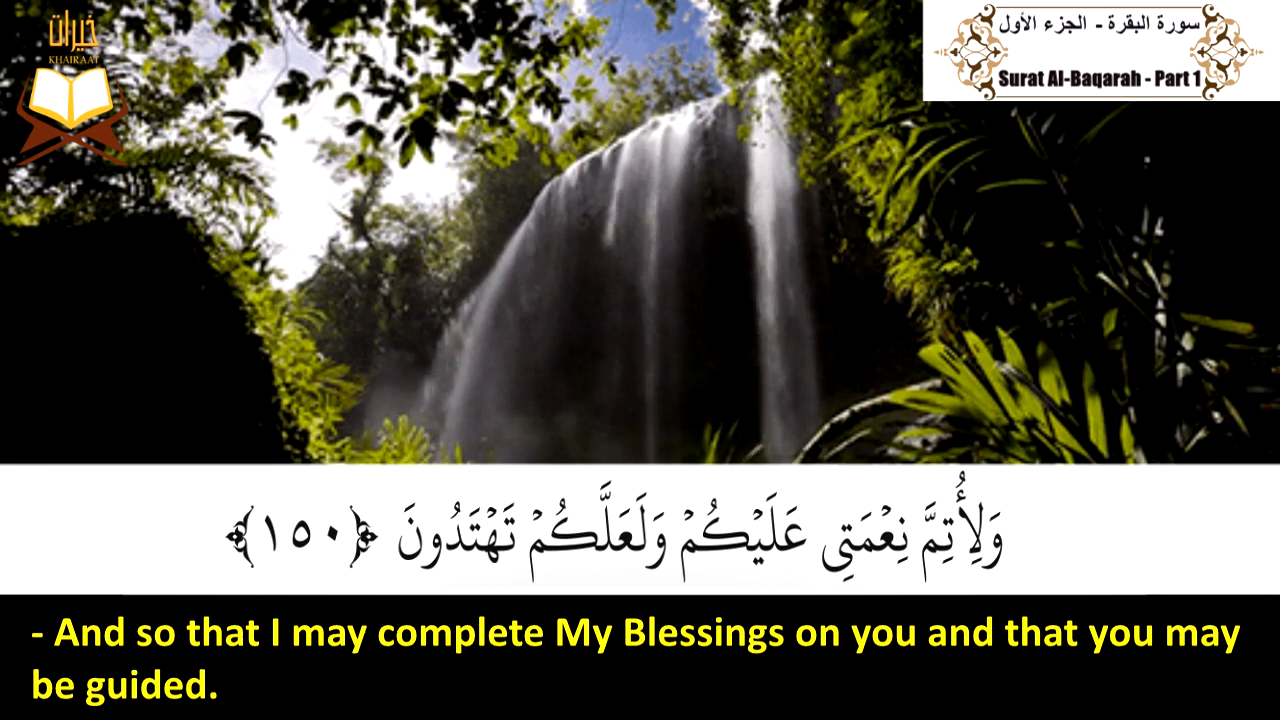 خيرات
KHAIRAAT
سورة البقرة - الجزء الأول
Surat Al-Baqarah - Part 1
وَلِأُتِمَّ نِعْمَتِى عَلَيْكُمْ وَلَعَلَّكُمْ تَهْتَدُونَ ﴿١٥٠﴾
- And so that I may complete My Blessings on you and that you may
be guided.